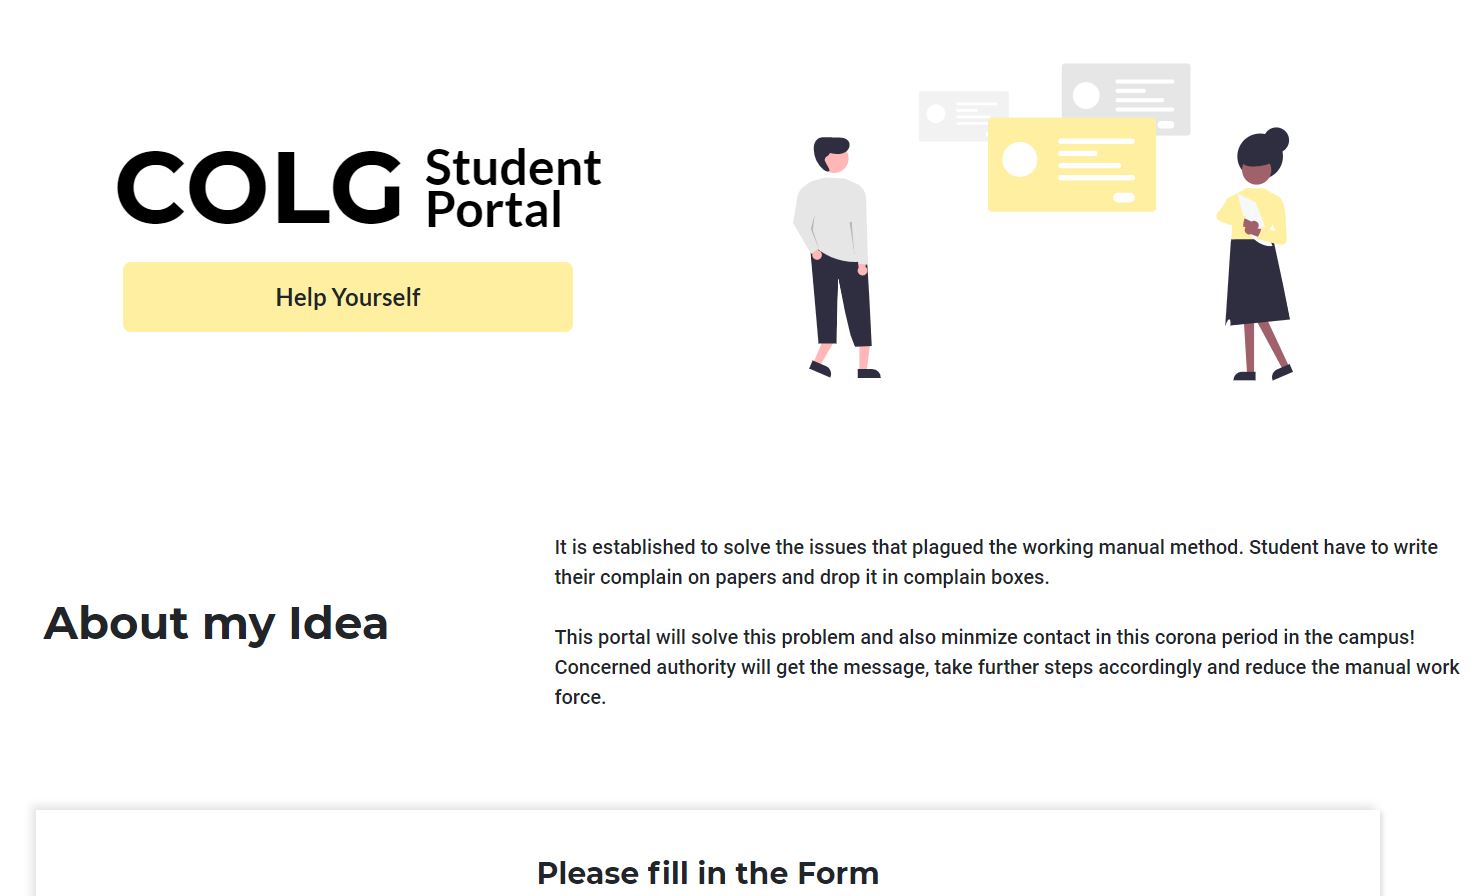 COLG
Student
Portal
Help Yourself
About my Idea
It is established to solve the issues that plagued the working manual method. Student have to write
their complain on papers and drop it in complain boxes.
This portal will solve this problem and also minmize contact in this corona period in the campus!
Concerned authority will get the message, take further steps accordingly and reduce the manual work
force.
Please fill in the Form